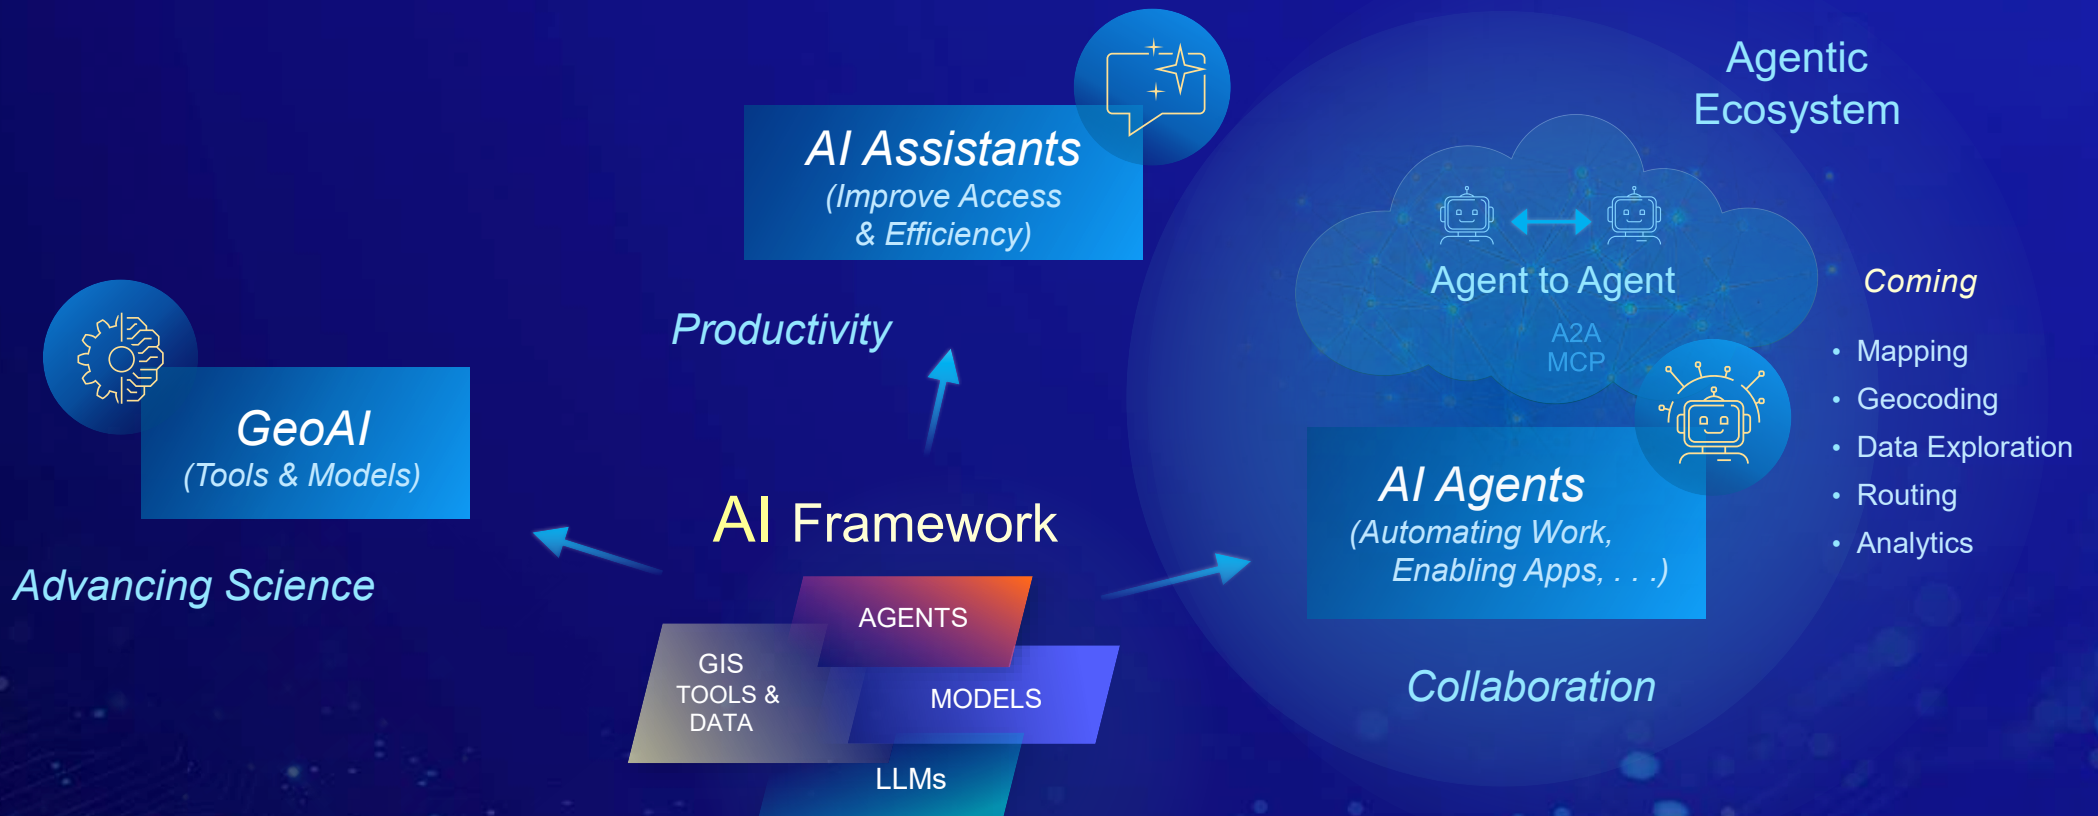 Agentic
Ecosystem
AI Assistants
(Improve Access
& Efficiency)
Agent to Agent
A2A
MCP
Coming
• Mapping
• Geocoding
• Data Exploration
• Routing
• Analytics
Productivity
GeoAI
(Tools & Models)
Advancing Science
AI Framework
AGENTS
GIS
TOOLS &
DATA
MODELS
LLMs
AI Agents
(Automating Work,
Enabling Apps, . . .)
Collaboration